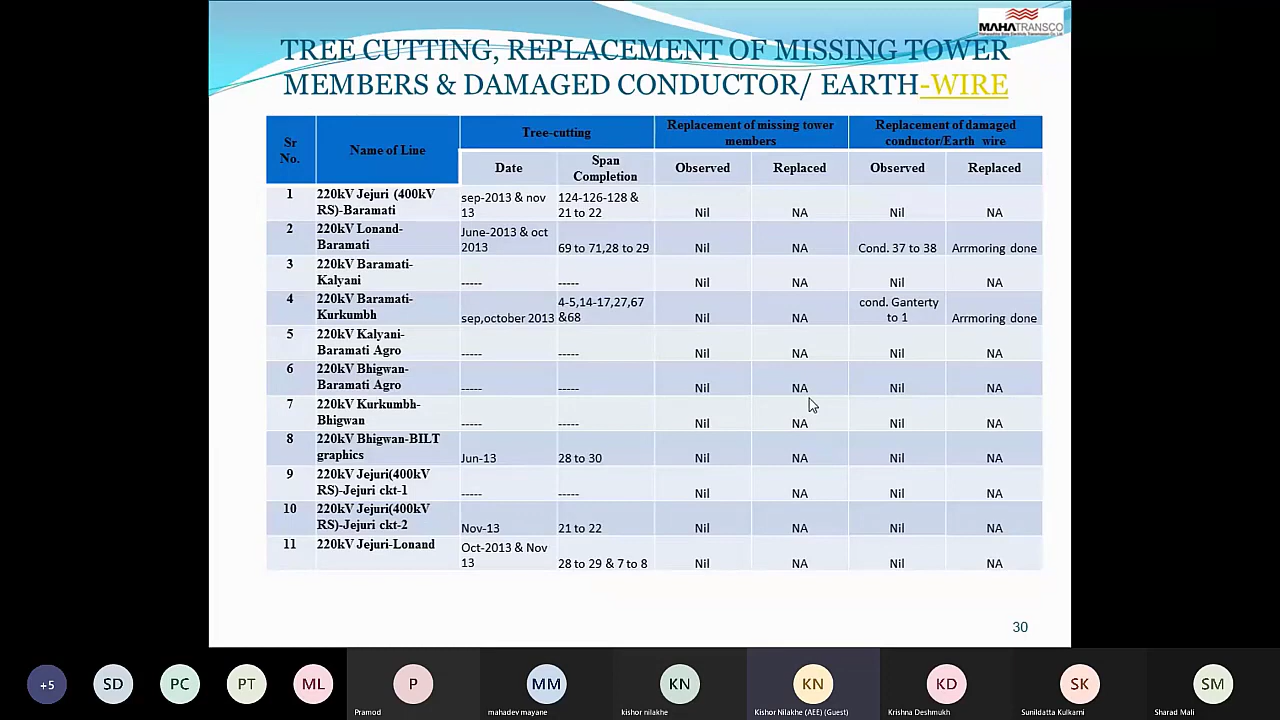 MAHATRANSCO
TREE CUTTING, REPLACEMENT OF MISSING TOWER
MEMBERS & DAMAGED CONDUCTOR/ EARTH-WIRE
Sr No. Name of Line Tree-cutting Replacement of missing tower members Replacement of damaged conductor/Earth wire
Date Span Completion Observed Replaced Observed Replaced
1 220kV Jejuri (400kV RS)-Baramati sep-2013 & nov 13 124-126-128 & 21 to 22 Nil NA Nil NA
2 220kV Lonand-Baramati June-2013 & oct 2013 69 to 71,28 to 29 Nil NA Cond. 37 to 38 Arrmoring done
3 220kV Baramati-Kalyani ----- ----- Nil NA Nil NA
4 220kV Baramati-Kurkumbh sep,october 2013 4-5,14-17,27,67 &68 Nil NA cond. Ganterty to 1 Arrmoring done
5 220kV Kalyani-Baramati Agro ----- ----- Nil NA Nil NA
6 220kV Bhigwan-Baramati Agro ----- ----- Nil NA Nil NA
7 220kV Kurkumbh-Bhigwan ----- ----- Nil NA Nil NA
8 220kV Bhigwan-BILT graphics Jun-13 28 to 30 Nil NA Nil NA
9 220kV Jejuri(400kV RS)-Jejuri ckt-1 ----- ----- Nil NA Nil NA
10 220kV Jejuri(400kV RS)-Jejuri ckt-2 Nov-13 21 to 22 Nil NA Nil NA
11 220kV Jejuri-Lonand Oct-2013 & Nov 13 28 to 29 & 7 to 8 Nil NA Nil NA
30
+5 SD PC PT ML P MM KN KN KD SK SM
Pramod mahadev mayane kishor nilakhe Kishor Nilakhe (AEE) (Guest) Krishna Deshmukh Sunildatta Kulkarni Sharad Mali